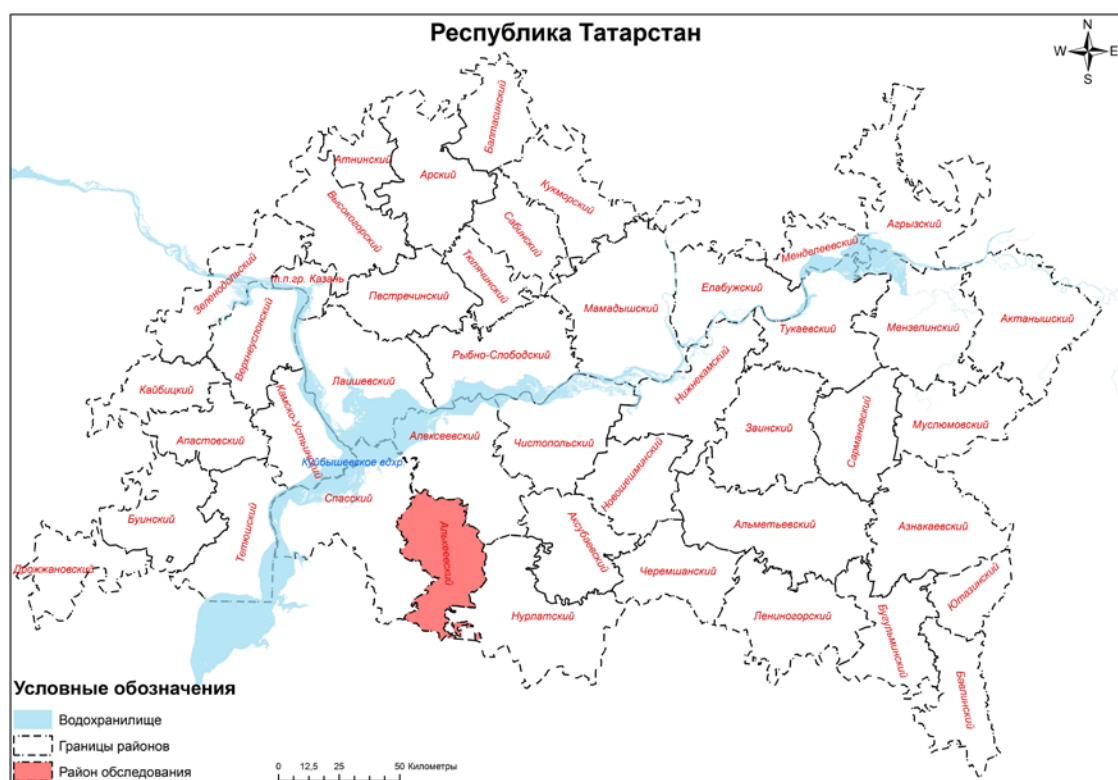 Республика Татарстан
N
W E
S
Балтасинский
Атнинский
Арский
Кукморский
Высокогорский
Сабинский
Агрызский
Менделеевский
Тюлячинский
Зеленодольский
т.п.гр. Казань
Пестречинский
Елабужский
Мамадышский
Тукаевский
Мензелинский
Актанышский
Верхнеуслонский
Рыбно-Слободский
Нижнекамский
Лаишевский
Кайбицкий
Камско-Устьинский
Заинский
Сармановский
Муслюмовский
Апастовский
Алексеевский
Чистопольский
Куйбышевское вдхр.
Новошешминский
Спасский
Буинский
Тетюшский
Алькеевский
Аксубаевский
Альметьевский
Азнакаевский
Дрожжановский
Черемшанский
Ютазинский
Нурлатский
Лениногорский
Бугульминский
Бавлинский
Условные обозначения
Водохранилище
Границы районов
Район обследования
0 12,5 25 50 Километры